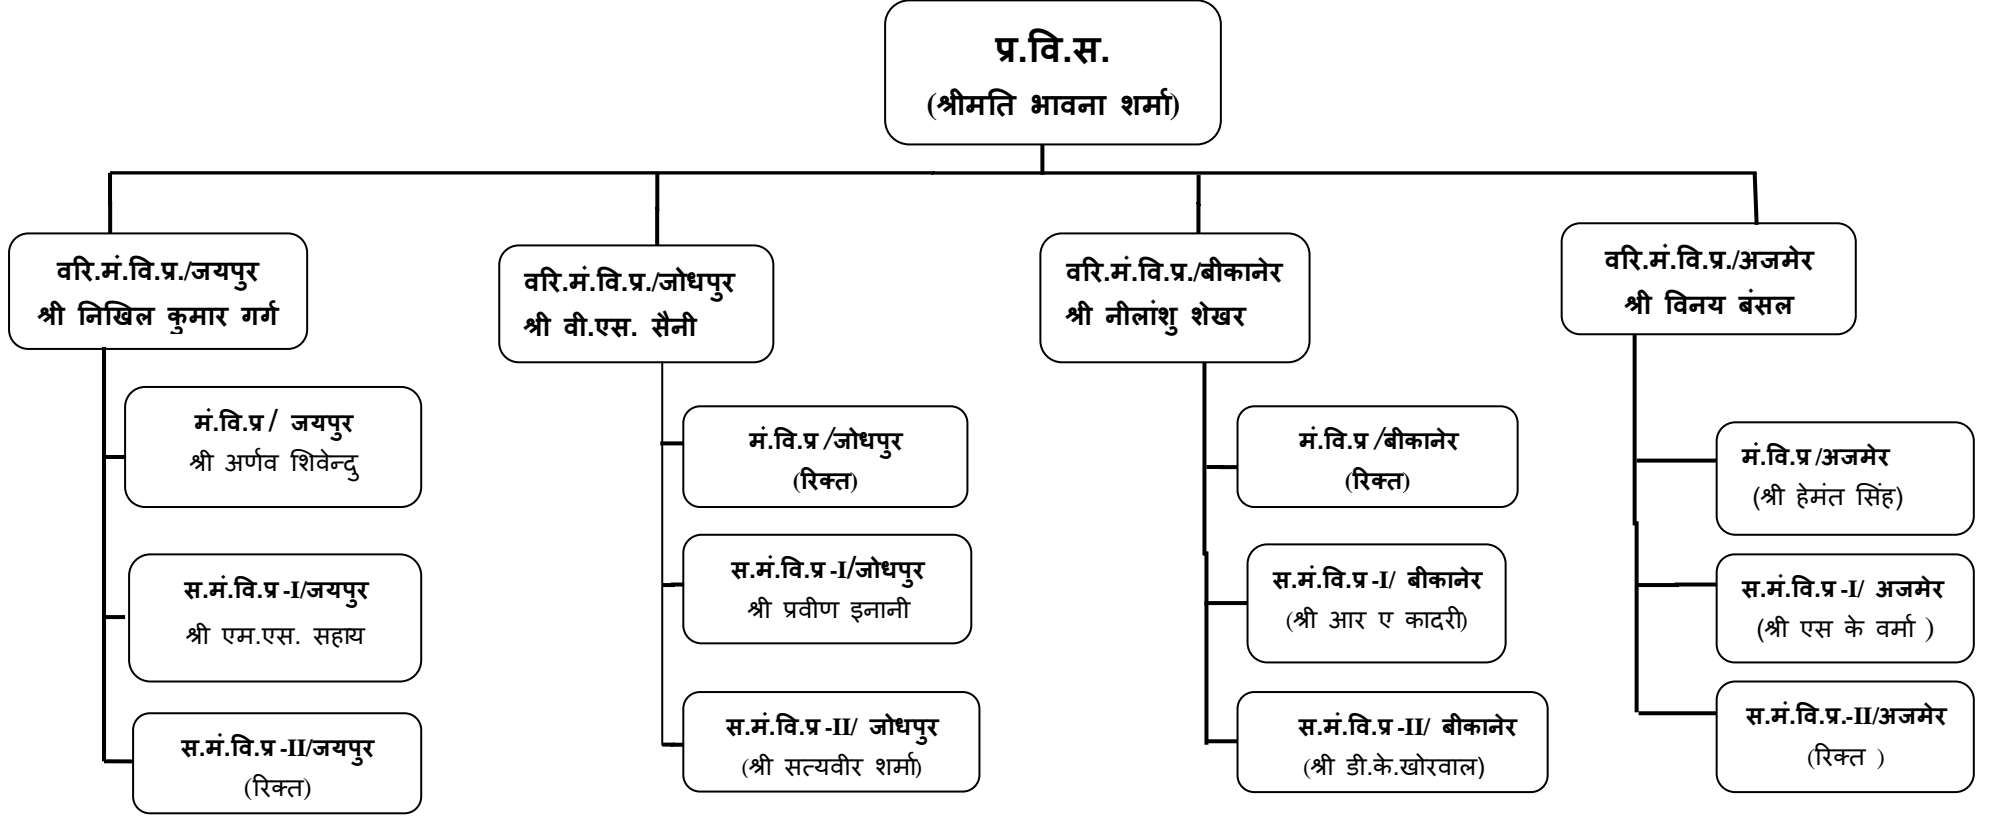 प्र.वि.स.
(श्रीमति भावना शर्मा)
वरि.मं.वि.प्र./जयपुर
श्री निखिल कुमार गर्ग
मं.वि.प्र / जयपुर
श्री अर्णव शिवेन्दु
स.मं.वि.प्र -I/जयपुर
श्री एम.एस. सहाय
स.मं.वि.प्र -II/जयपुर
(रिक्त)
वरि.मं.वि.प्र./जोधपुर
श्री वी.एस. सैनी
मं.वि.प्र /जोधपुर
(रिक्त)
स.मं.वि.प्र -I/जोधपुर
श्री प्रवीण इनानी
स.मं.वि.प्र -II/ जोधपुर
(श्री सत्यवीर शर्मा)
वरि.मं.वि.प्र./बीकानेर
श्री नीलांशु शेखर
मं.वि.प्र /बीकानेर
(रिक्त)
स.मं.वि.प्र -I/ बीकानेर
(श्री आर ए कादरी)
स.मं.वि.प्र -II/ बीकानेर
(श्री डी.के.खोरवाल)
वरि.मं.वि.प्र./अजमेर
श्री विनय बंसल
मं.वि.प्र /अजमेर
(श्री हेमंत सिंह)
स.मं.वि.प्र -I/ अजमेर
(श्री एस के वर्मा )
स.मं.वि.प्र.-II/अजमेर
(रिक्त )